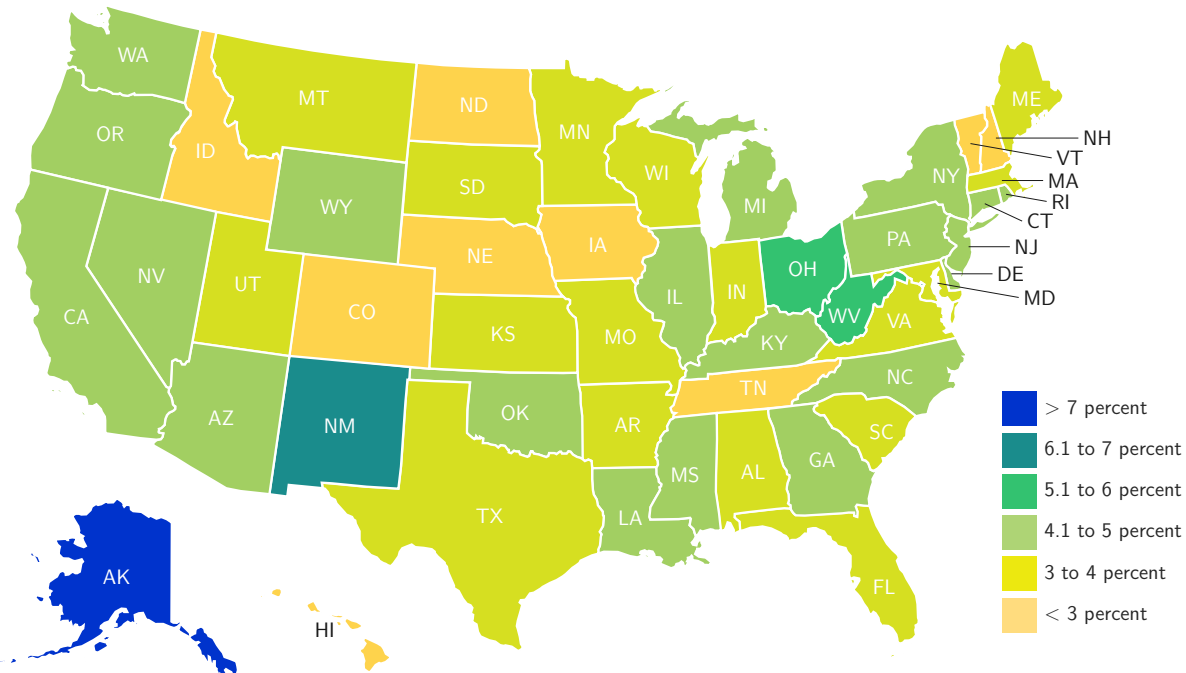 WA
MT
ND
MN
ME
OR
ID
SD
WI
NH
VT
NY
MA
WY
MI
RI
CT
NV
UT
NE
IA
PA
NJ
CO
IL
IN
OH
DE
MD
CA
KS
MO
KY
WV
VA
AZ
NM
OK
AR
TN
NC
> 7 percent
SC
6.1 to 7 percent
MS
AL
GA
5.1 to 6 percent
TX
LA
4.1 to 5 percent
AK
FL
3 to 4 percent
HI
< 3 percent